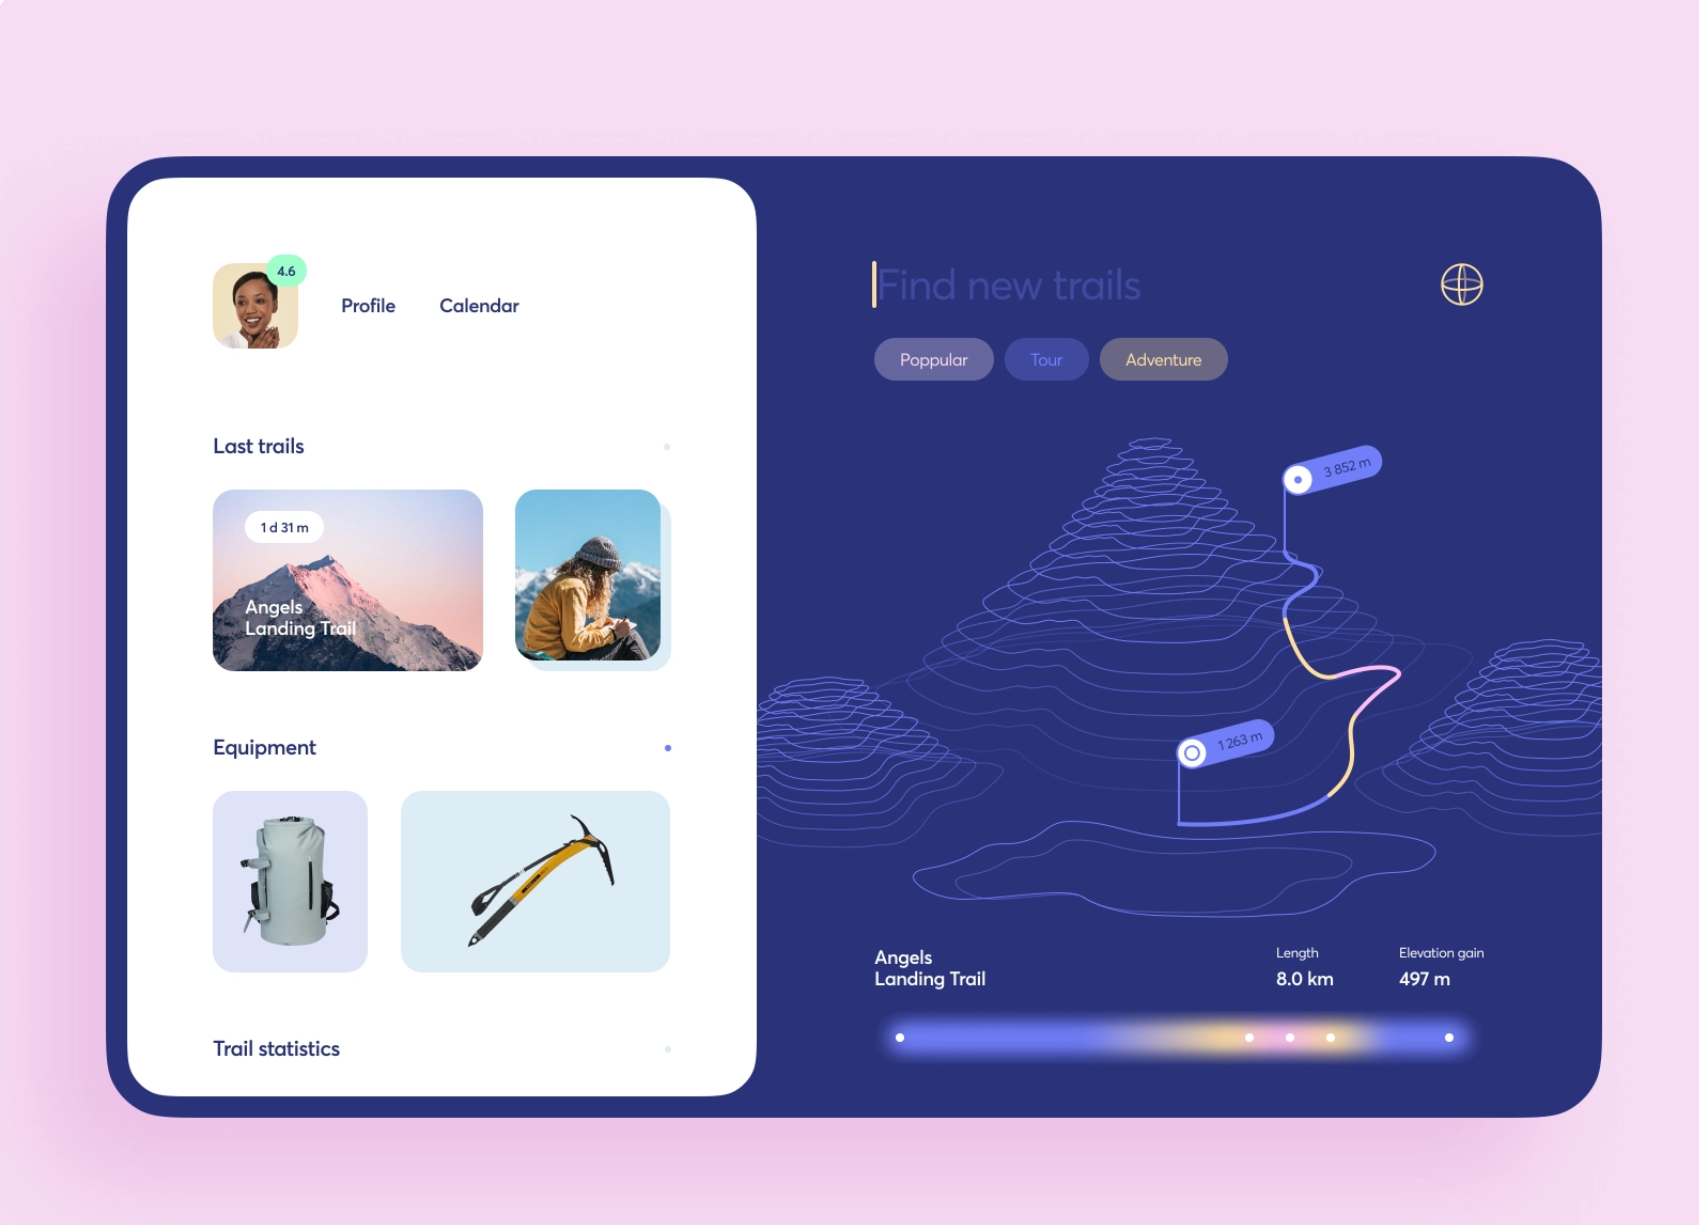 4.6
Profile
Calendar
Last trails
1 d 31 m
Angels
Landing Trail
Equipment
Trail statistics
Find new trails
Poppular
Tour
Adventure
3 852 m
1 263 m
Angels
Landing Trail
Length
8.0 km
Elevation gain
497 m